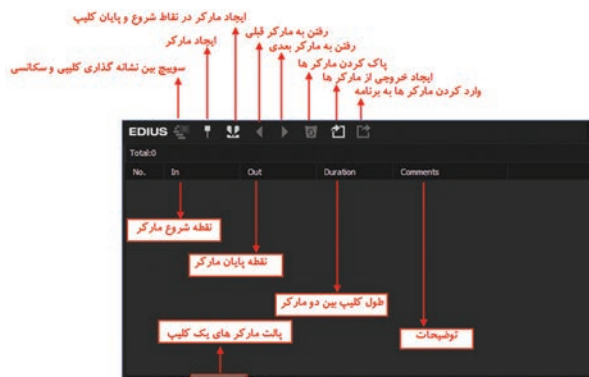 ایجاد مارکر در نقاط شروع و پایان کلیپ
رفتن به مارکر قبلی
ایجاد مارکر
رفتن به مارکر بعدی
پاک کردن مارکر ها
سوییچ بین نشانه گذاری کلیپی و سکانسی
ایجاد خروجی از مارکر ها
وارد کردن مارکر ها به برنامه
EDIUS
Total:0
No. In Out Duration Comments
نقطه شروع مارکر
نقطه پایان مارکر
طول کلیپ بین دو مارکر
پالت مارکر های یک کلیپ
توضیحات